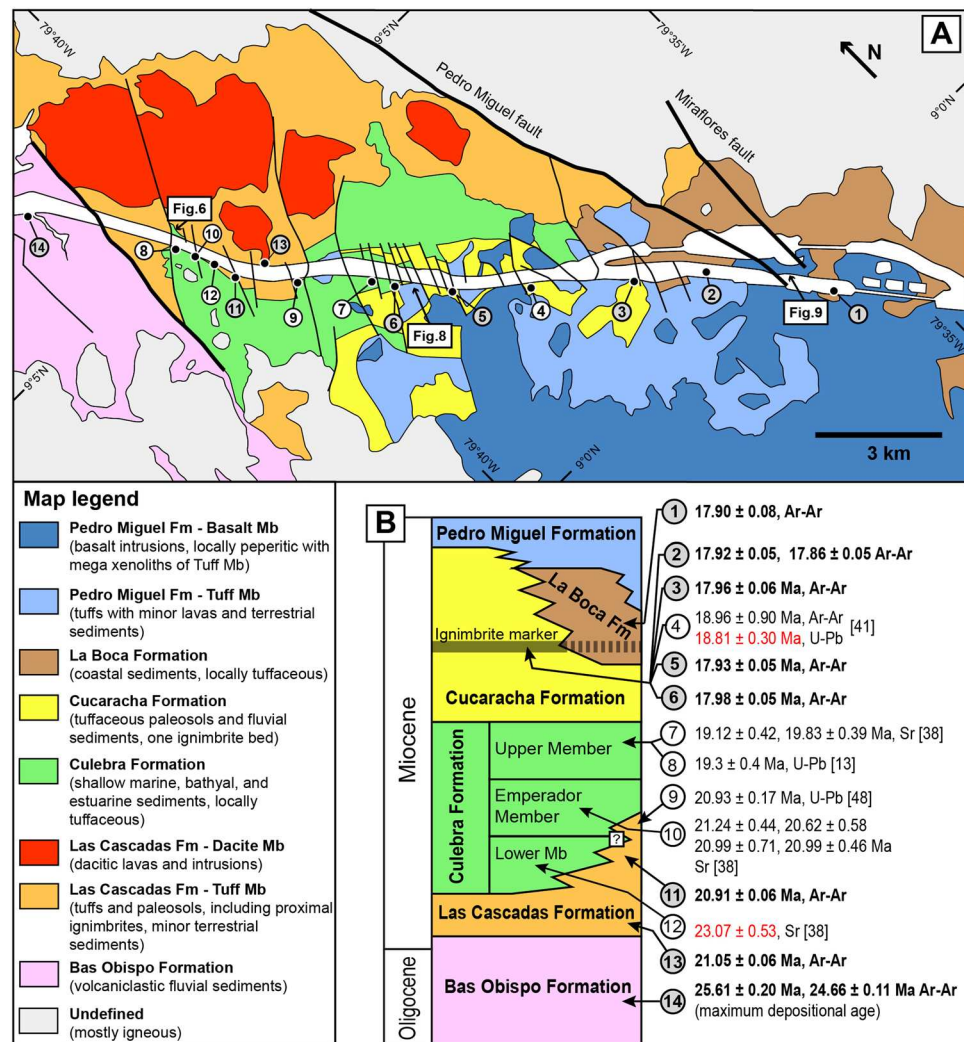 79°40'W
9°5'N
79°35'W
N
A
9°0'N
Pedro Miguel fault
Miraflores fault
Fig.6
14
8
10
13
12
11
9
7
6
Fig.8
5
4
3
2
Fig.9
1
79°35'W
9°5'N
79°40'W
9°0'N
3 km
Map legend
Pedro Miguel Fm - Basalt Mb
(basalt intrusions, locally peperitic with
mega xenoliths of Tuff Mb)
Pedro Miguel Fm - Tuff Mb
(tuffs with minor lavas and terrestrial
sediments)
La Boca Formation
(coastal sediments, locally tuffaceous)
Cucaracha Formation
(tuffaceous paleosols and fluvial
sediments, one ignimbrite bed)
Culebra Formation
(shallow marine, bathyal, and
estuarine sediments, locally
tuffaceous)
Las Cascadas Fm - Dacite Mb
(dacitic lavas and intrusions)
Las Cascadas Fm - Tuff Mb
(tuffs and paleosols, including proximal
ignimbrites, minor terrestrial
sediments)
Bas Obispo Formation
(volcaniclastic fluvial sediments)
Undefined
(mostly igneous)
B
Miocene
Oligocene
Pedro Miguel Formation
La Boca Fm
Ignimbrite marker
Cucaracha Formation
Culebra Formation
Upper Member
Emperador
Member
?
Lower Mb
Las Cascadas Formation
Bas Obispo Formation
1 17.90 ± 0.08, Ar-Ar
2 17.92 ± 0.05, 17.86 ± 0.05 Ar-Ar
3 17.96 ± 0.06 Ma, Ar-Ar
4 18.96 ± 0.90 Ma, Ar-Ar
18.81 ± 0.30 Ma, U-Pb [41]
5 17.93 ± 0.05 Ma, Ar-Ar
6 17.98 ± 0.05 Ma, Ar-Ar
7 19.12 ± 0.42, 19.83 ± 0.39 Ma, Sr [38]
8 19.3 ± 0.4 Ma, U-Pb [13]
9 20.93 ± 0.17 Ma, U-Pb [48]
10 21.24 ± 0.44, 20.62 ± 0.58
20.99 ± 0.71, 20.99 ± 0.46 Ma
Sr [38]
11 20.91 ± 0.06 Ma, Ar-Ar
12 23.07 ± 0.53, Sr [38]
13 21.05 ± 0.06 Ma, Ar-Ar
14 25.61 ± 0.20 Ma, 24.66 ± 0.11 Ma Ar-Ar
(maximum depositional age)